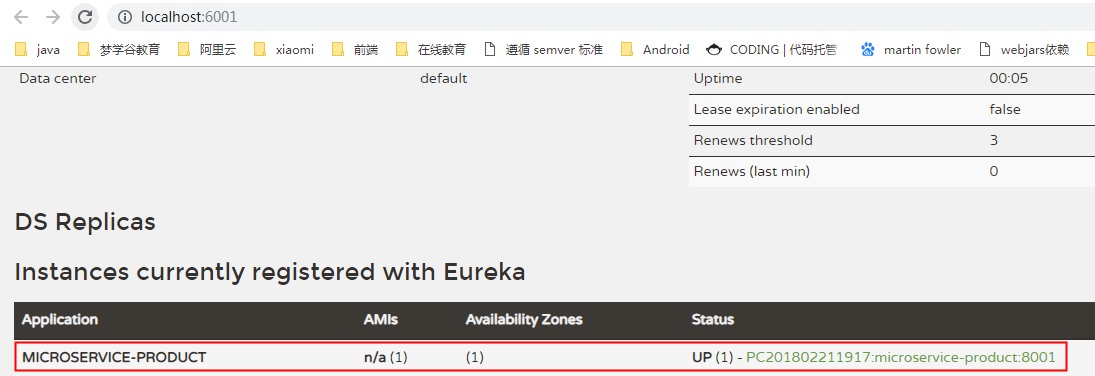 localhost:6001
java 梦学谷教育 阿里云 xiaomi 前端 在线教育 遵循 semver 标准 Android CODING | 代码托管 martin fowler webjars依赖
Data center default Uptime 00:05
Lease expiration enabled false
Renews threshold 3
Renews (last min) 0
DS Replicas
Instances currently registered with Eureka
Application AMIs Availability Zones Status
MICROSERVICE-PRODUCT n/a (1) (1) UP (1) - PC201802211917:microservice-product:8001